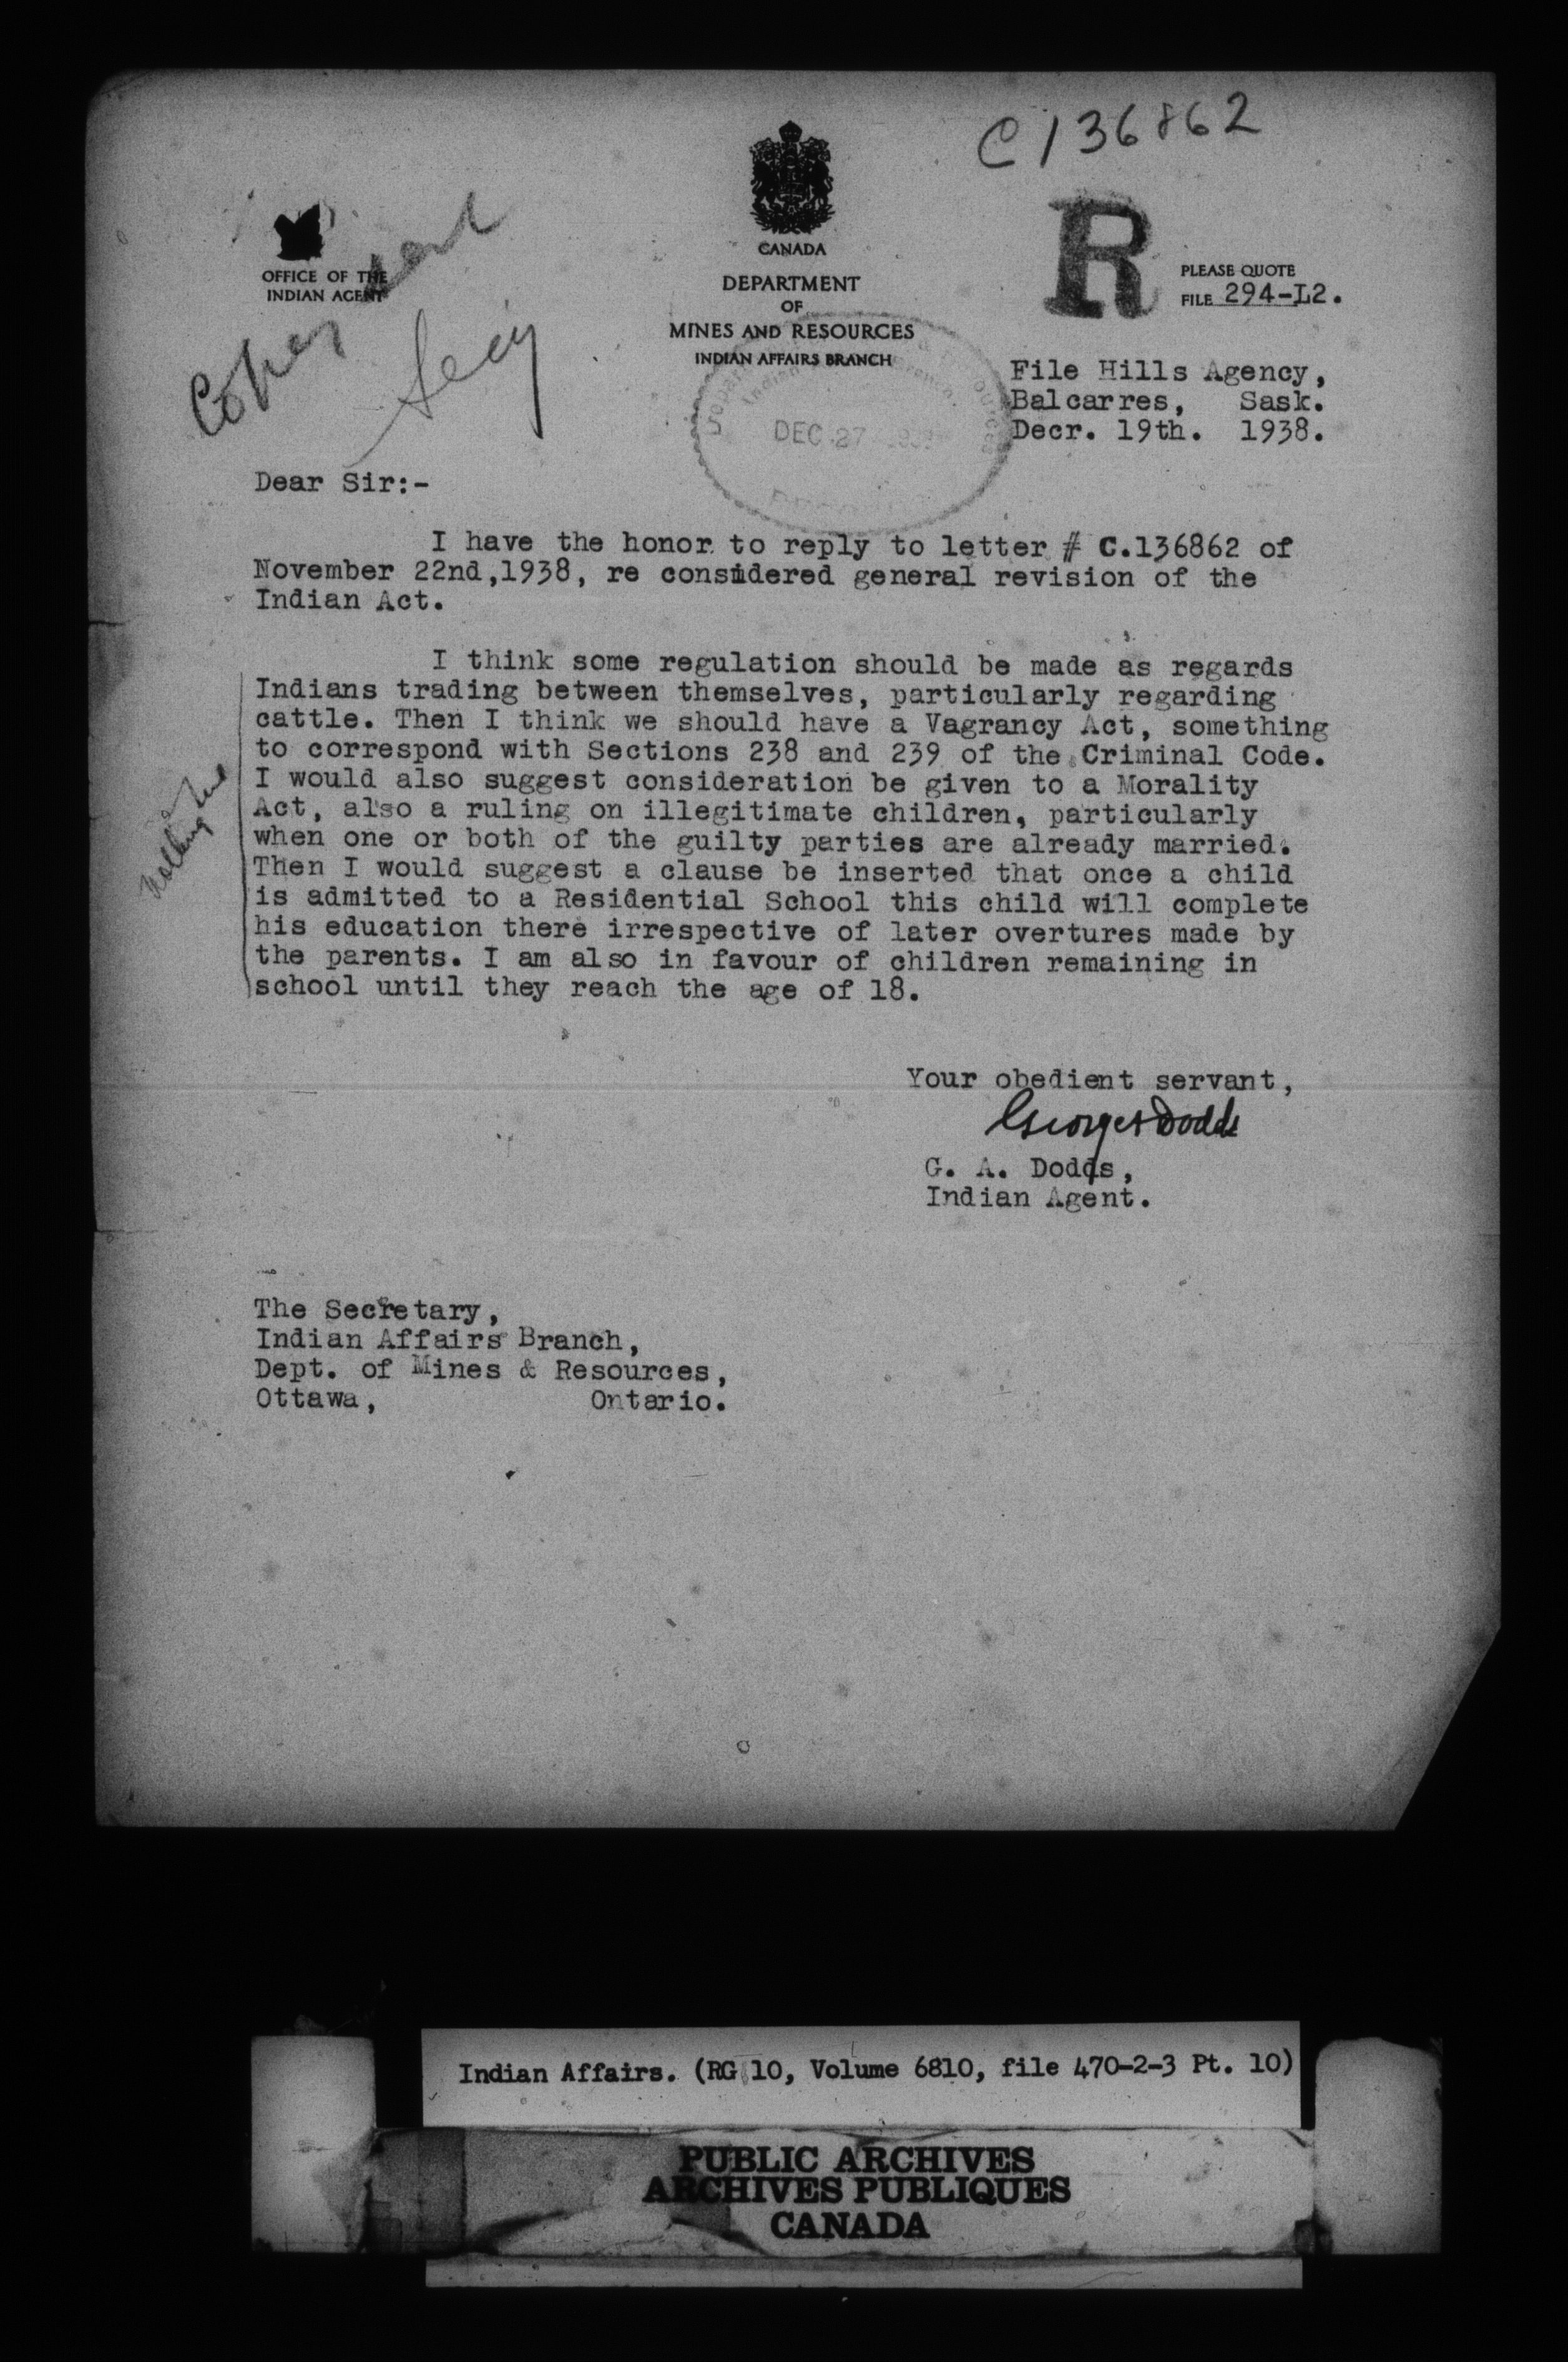 C136862
Copies sent
Secy
OFFICE OF THE
INDIAN AGENT
CANADA
DEPARTMENT
OF
MINES AND RESOURCES
INDIAN AFFAIRS BRANCH
R
PLEASE QUOTE
FILE 294-L2.
DEC 27
File Hills Agency,
Balcarres, Sask.
Decr. 19th. 1938.
Dear Sir:-
I have the honor to reply to letter # C.136862 of
November 22nd,1938, re considered general revision of the
Indian Act.
I think some regulation should be made as regards
Indians trading between themselves, particularly regarding
cattle. Then I think we should have a Vagrancy Act, something
to correspond with Sections 238 and 239 of the Criminal Code.
I would also suggest consideration be given to a Morality
Act, also a ruling on illegitimate children, particularly
when one or both of the guilty parties are already married.
Then I would suggest a clause be inserted that once a child
is admitted to a Residential School this child will complete
his education there irrespective of later overtures made by
the parents. I am also in favour of children remaining in
school until they reach the age of 18.
Your obedient servant,
George A Dodds
G. A. Dodds,
Indian Agent.
The Secretary,
Indian Affairs Branch,
Dept. of Mines & Resources,
Ottawa, Ontario.
Indian Affairs. (RG 10, Volume 6810, file 470-2-3 Pt. 10)
PUBLIC ARCHIVES
ARCHIVES PUBLIQUES
CANADA